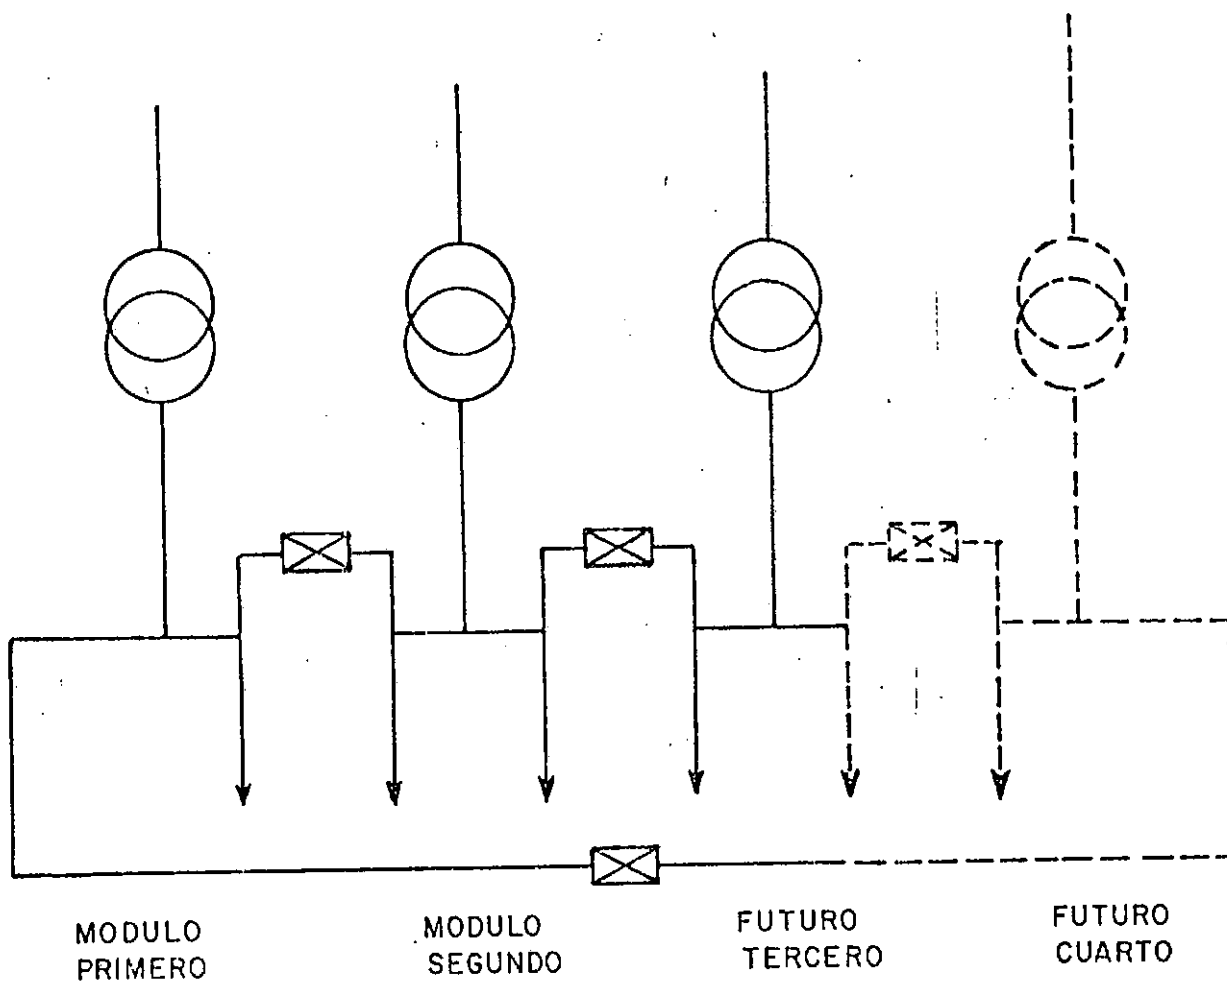 MODULO
PRIMERO
MODULO
SEGUNDO
FUTURO
TERCERO
FUTURO
CUARTO